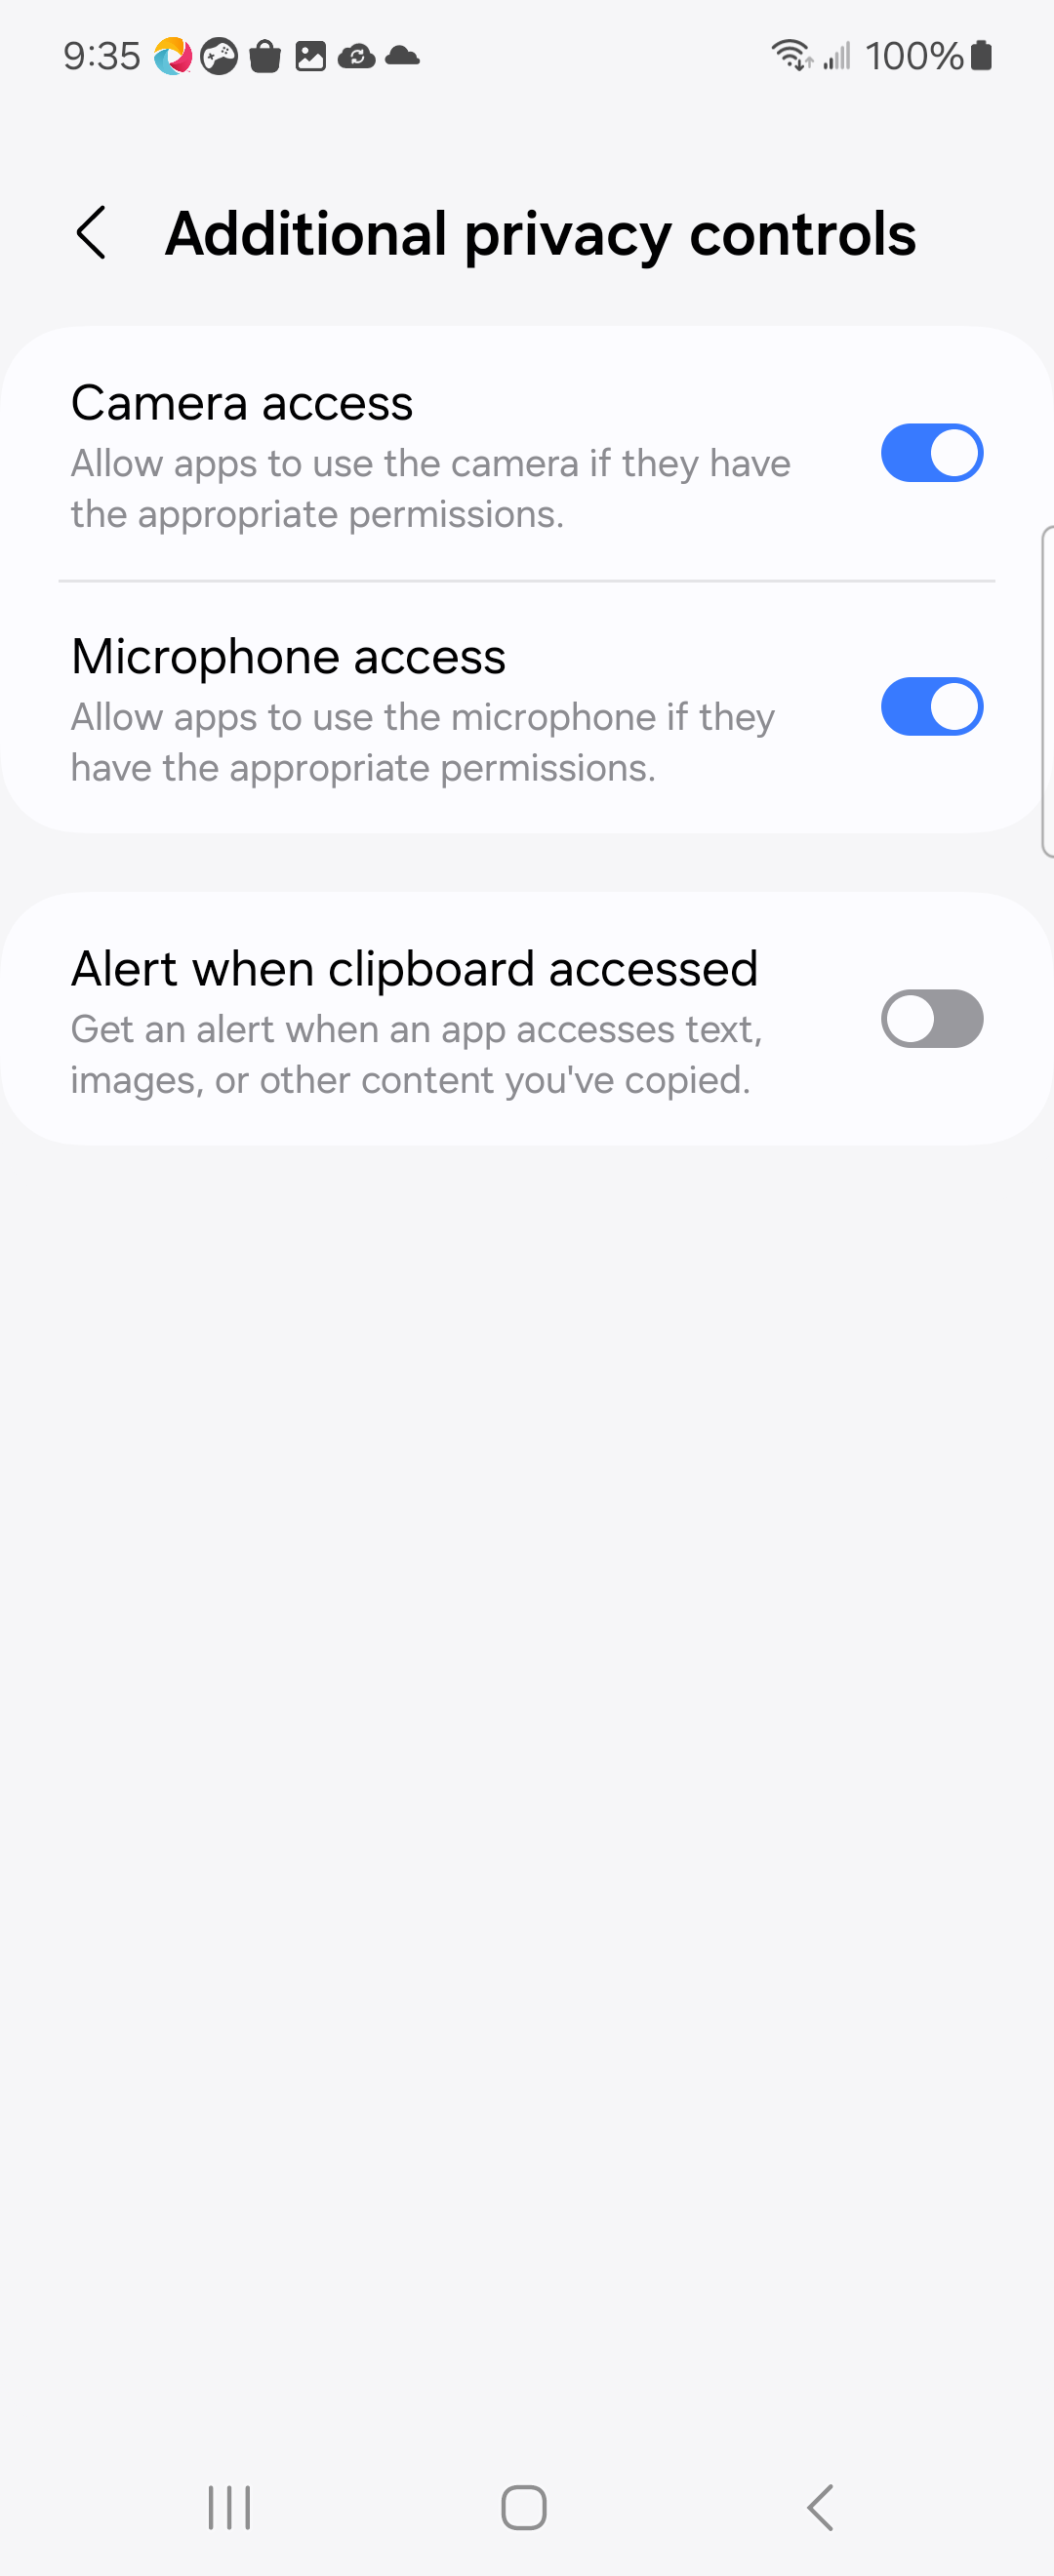 9:35 100%
Additional privacy controls
Camera access
Allow apps to use the camera if they have
the appropriate permissions.
Microphone access
Allow apps to use the microphone if they
have the appropriate permissions.
Alert when clipboard accessed
Get an alert when an app accesses text,
images, or other content you've copied.